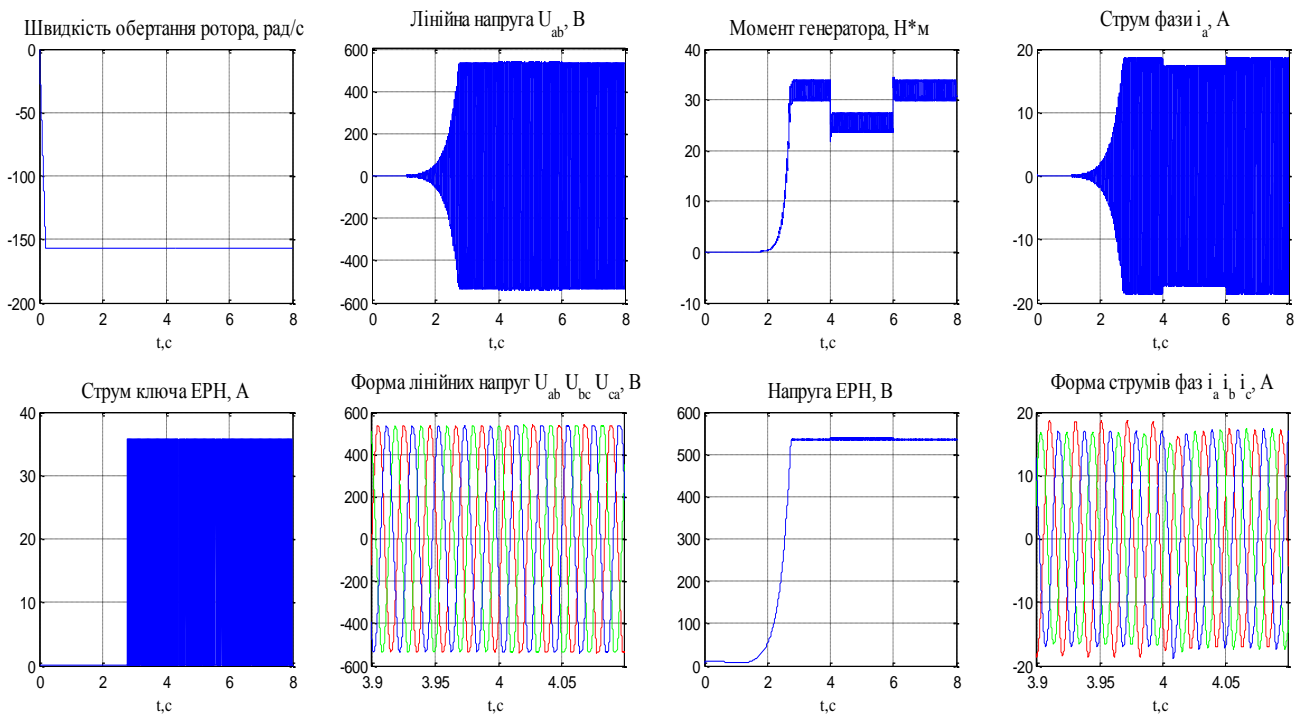 Швидкість обертання ротора, рад/с
0
-50
-100
-150
-200
0 2 4 6 8
t,c
Лінійна напруга U_ab, В
600
400
200
0
-200
-400
-600
0 2 4 6 8
t,c
Момент генератора, Н*м
40
30
20
10
0
-10
0 2 4 6 8
t,c
Струм фази i_a, А
20
10
0
-10
-20
0 2 4 6 8
t,c
Струм ключа ЕРН, А
40
30
20
10
0
0 2 4 6 8
t,c
Форма лінійних напруг U_ab U_bc U_ca, В
600
400
200
0
-200
-400
-600
3.9 3.95 4 4.05
t,c
Напруга ЕРН, В
600
500
400
300
200
100
0
0 2 4 6 8
t,c
Форма струмів фаз i_a i_b i_c, А
20
10
0
-10
-20
3.9 3.95 4 4.05
t,c